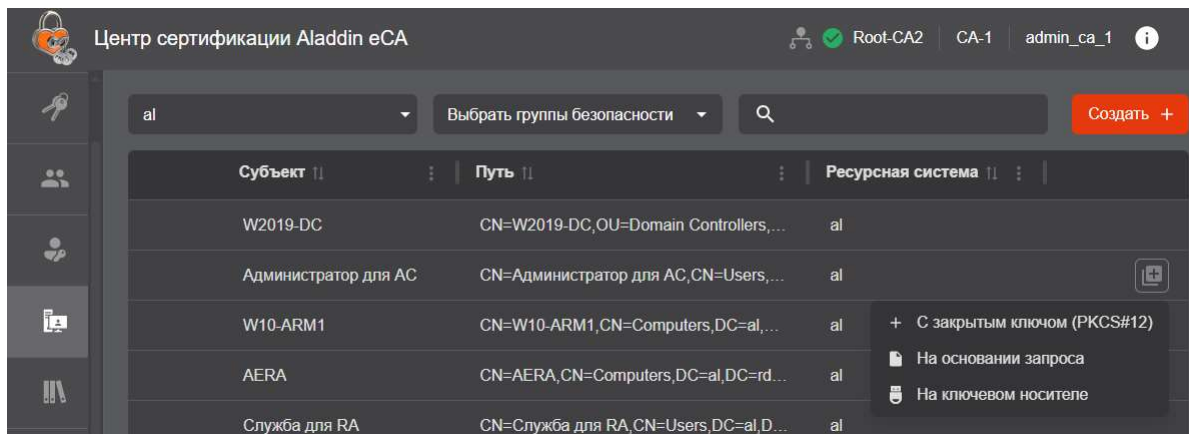 Центр сертификации Aladdin eCA Root-CA2 CA-1 admin_ca_1
al Выбрать группы безопасности Создать +
Субъект Путь Ресурсная система
W2019-DC CN=W2019-DC,OU=Domain Controllers,... al
Администратор для АС CN=Администратор для АС,CN=Users,... al
W10-ARM1 CN=W10-ARM1,CN=Computers,DC=al,... al
+ С закрытым ключом (PKCS#12)
На основании запроса
AERA CN=AERA,CN=Computers,DC=al,DC=rd... al
На ключевом носителе
Служба для RA CN=Служба для RA,CN=Users,DC=al,D... al